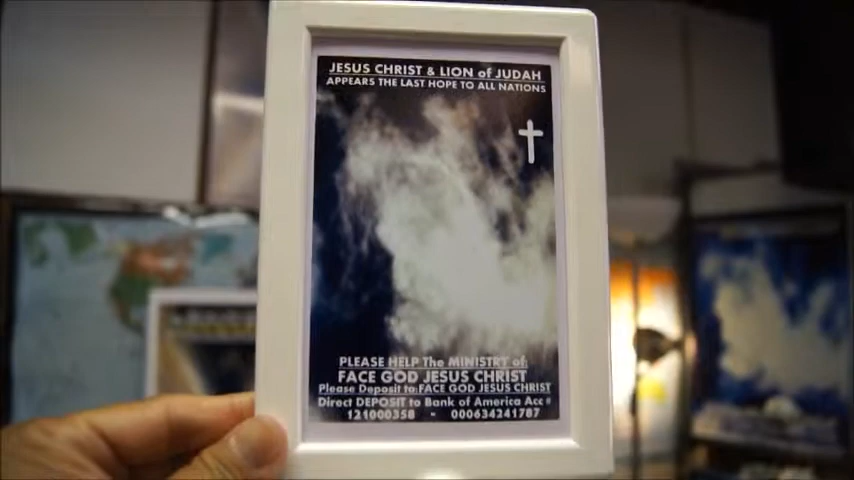 JESUS CHRIST & LION of JUDAH
APPEARS THE LAST HOPE TO ALL NATIONS
PLEASE HELP The MINISTRY of:
FACE GOD JESUS CHRIST
Please Deposit to:FACE GOD JESUS CHRIST
Direct DEPOSIT to Bank of America Acc #
121000358 - 000634241787